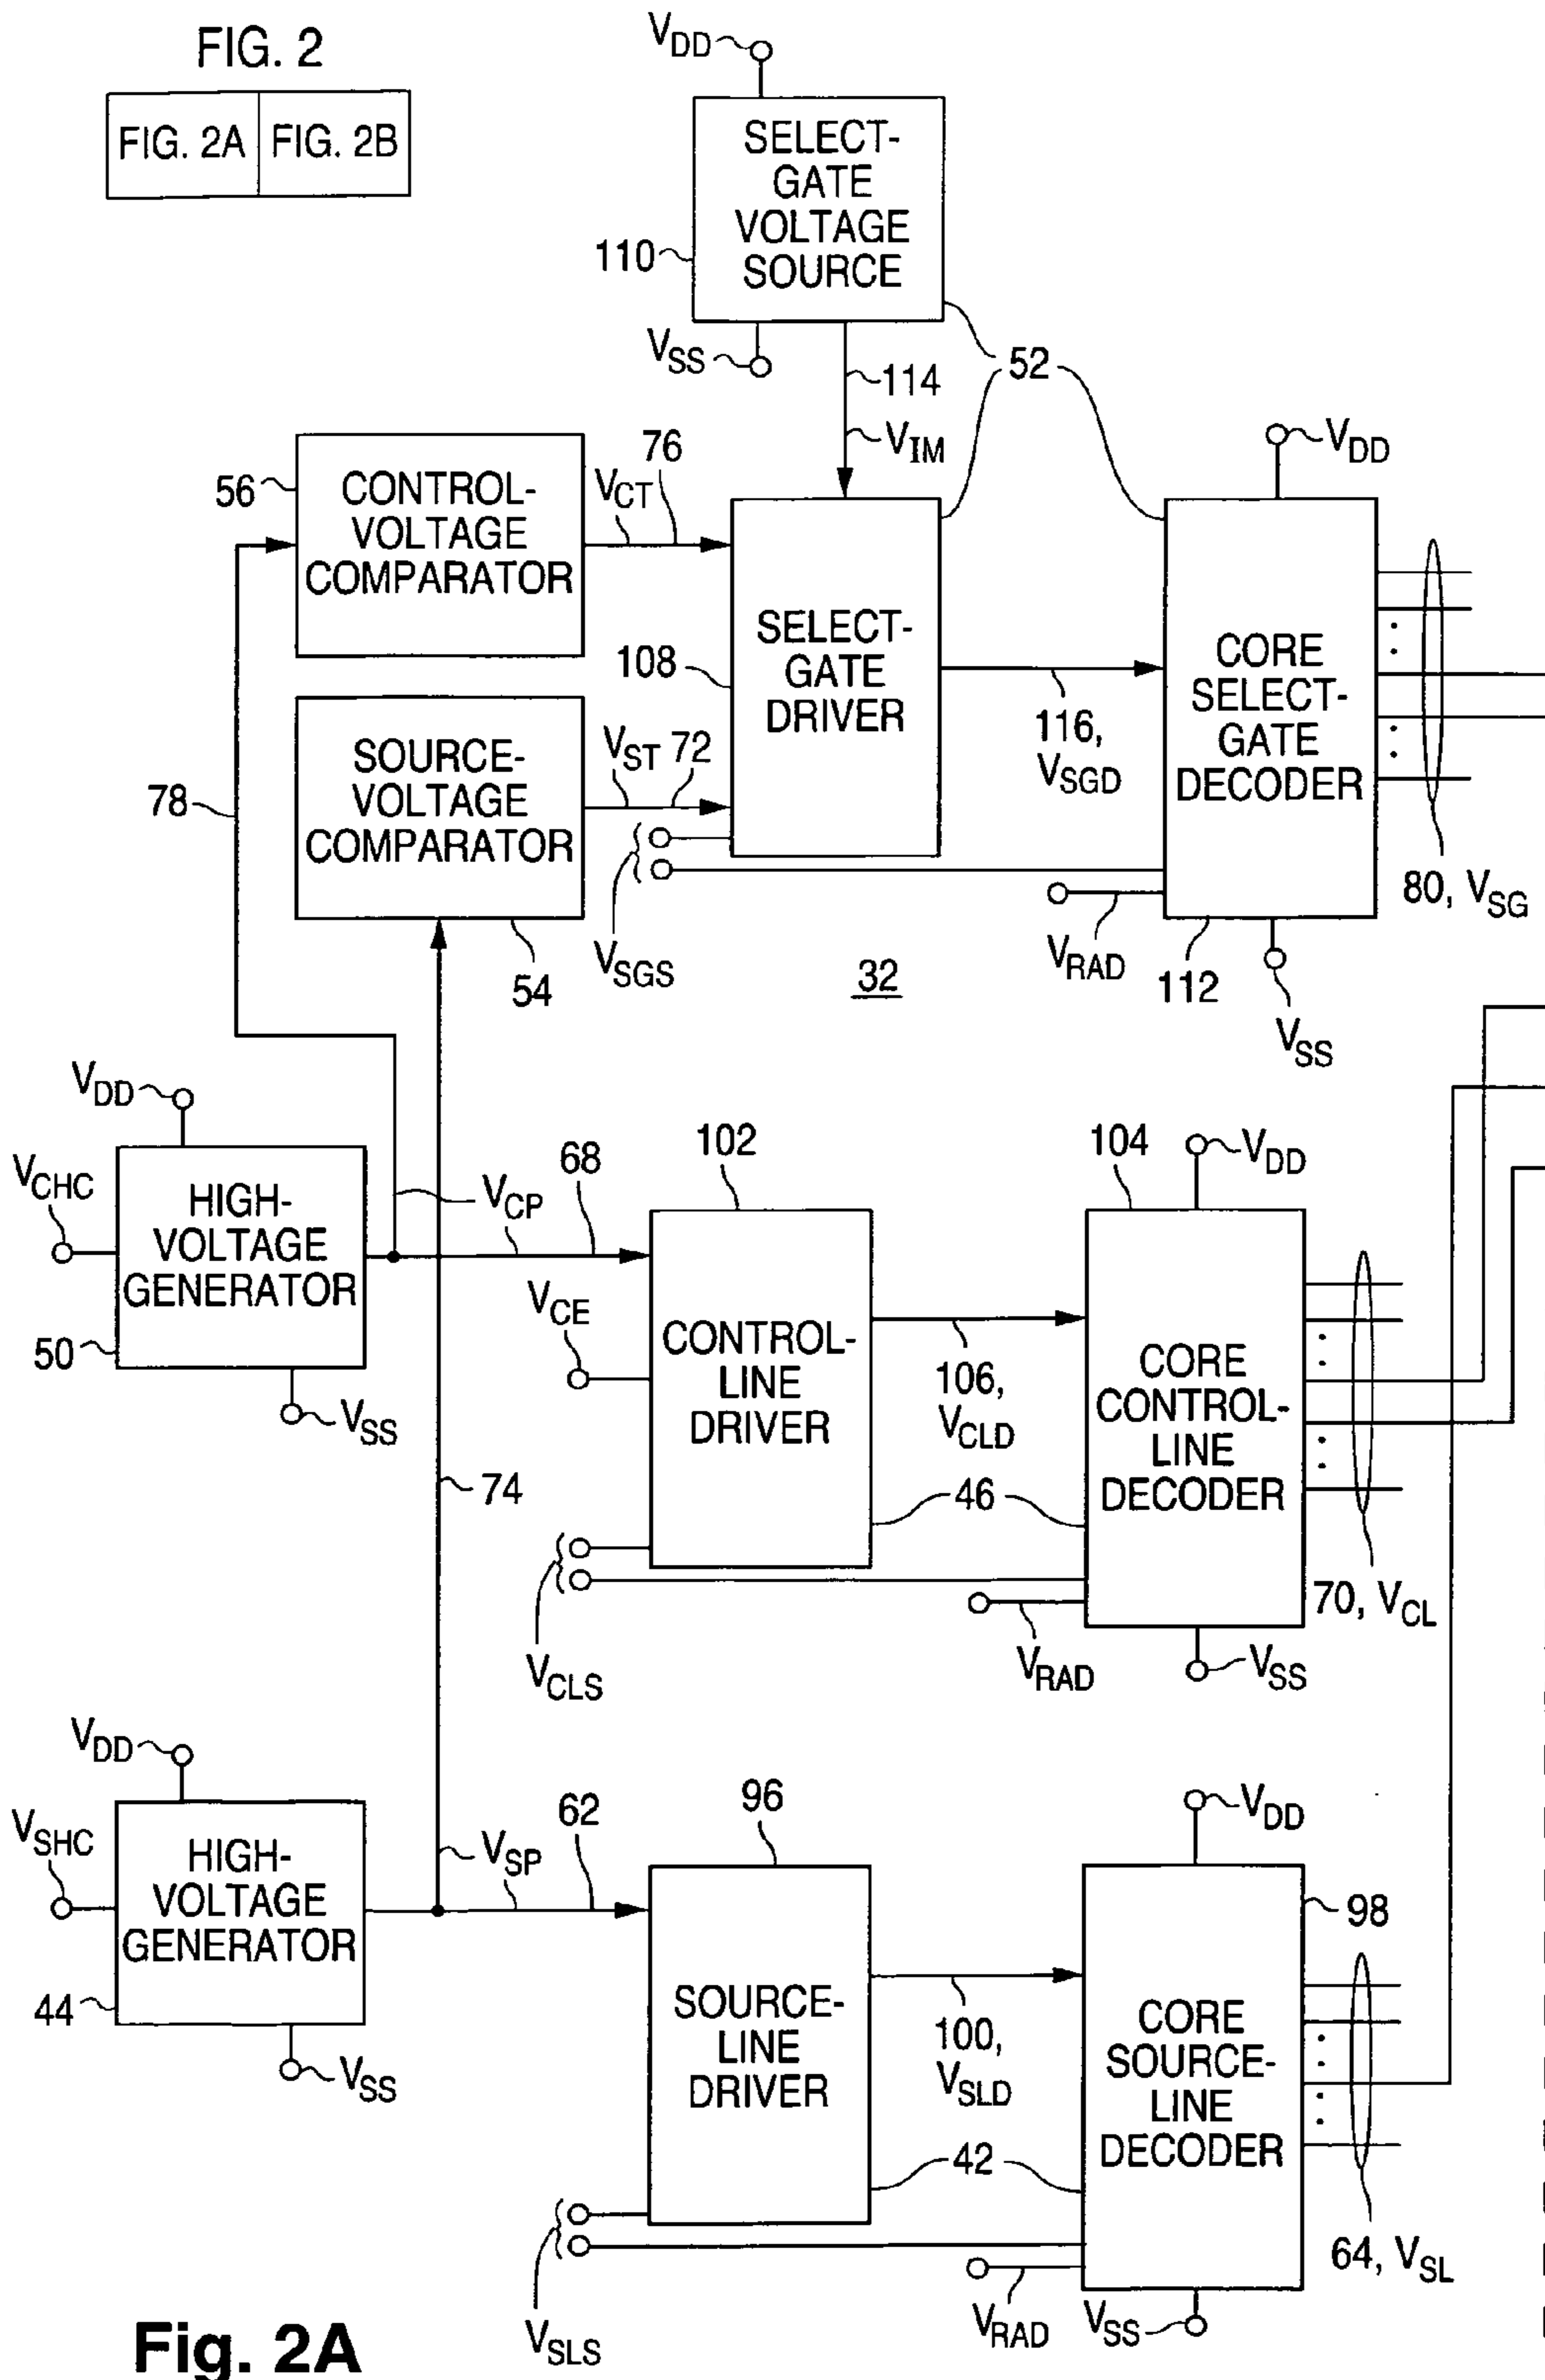 FIG. 2
FIG. 2A FIG. 2B
VDD
SELECT-
GATE
VOLTAGE
SOURCE
110
VSS
114
52
VIM
VDD
56
CONTROL-
VOLTAGE
COMPARATOR
VCT
76
108
SELECT-
GATE
DRIVER
116,
VSGD
CORE
SELECT-
GATE
DECODER
78
SOURCE-
VOLTAGE
COMPARATOR
VST 72
80, VSG
VSGS
54
32
VRAD
112
VSS
VDD
VCHC
HIGH-
VOLTAGE
GENERATOR
50
VSS
VCP
68
102
104
VDD
VCE
CONTROL-
LINE
DRIVER
106,
VCLD
CORE
CONTROL-
LINE
DECODER
74
46
70, VCL
VCLS
VRAD
VSS
VDD
VSHC
HIGH-
VOLTAGE
GENERATOR
44
VSS
VSP
62
96
VDD
98
SOURCE-
LINE
DRIVER
100,
VSLD
CORE
SOURCE-
LINE
DECODER
42
64, VSL
VSLS
VRAD
VSS
Fig. 2A